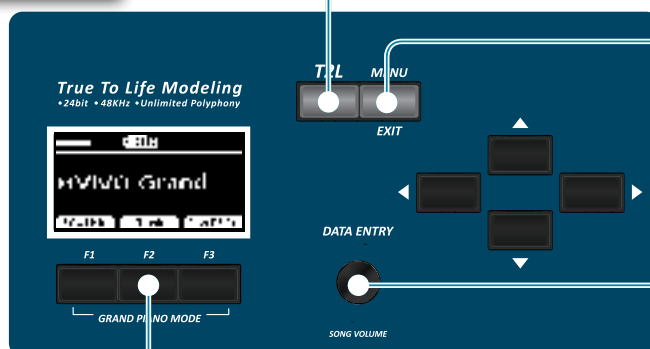 T2L MENU
True To Life Modeling
•24bit •48KHz •Unlimited Polyphony
EXIT
Grand
DATA ENTRY
F1 F2 F3
GRAND PIANO MODE
SONG VOLUME